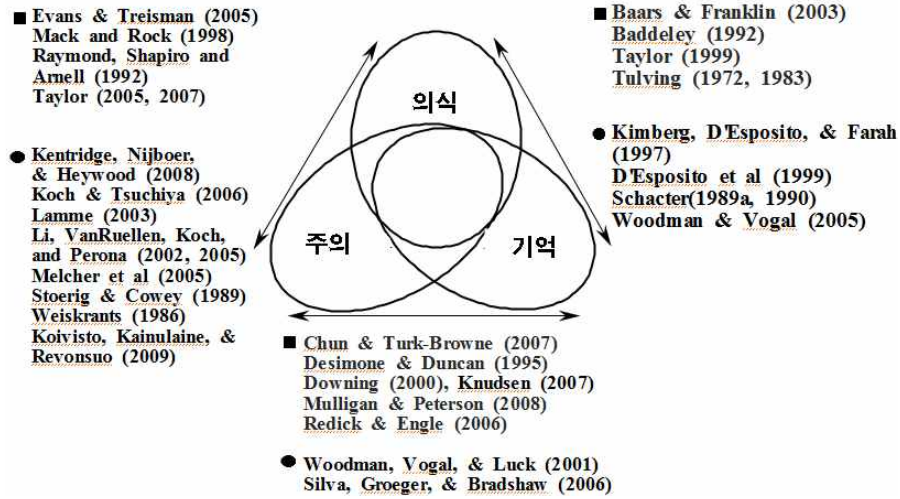 ■ Evans & Treisman (2005)
Mack and Rock (1998)
Raymond, Shapiro and
Arnell (1992)
Taylor (2005, 2007)
● Kentridge, Nijboer,
& Heywood (2008)
Koch & Tsuchiya (2006)
Lamme (2003)
Li, VanRuellen, Koch,
and Perona (2002, 2005)
Melcher et al (2005)
Stoerig & Cowey (1989)
Weiskrants (1986)
Koivisto, Kainulaine, &
Revonsuo (2009)
의식
주의
기억
■ Baars & Franklin (2003)
Baddeley (1992)
Taylor (1999)
Tulving (1972, 1983)
● Kimberg, D'Esposito, & Farah
(1997)
D'Esposito et al (1999)
Schacter(1989a, 1990)
Woodman & Vogal (2005)
■ Chun & Turk-Browne (2007)
Desimone & Duncan (1995)
Downing (2000), Knudsen (2007)
Mulligan & Peterson (2008)
Redick & Engle (2006)
● Woodman, Vogal, & Luck (2001)
Silva, Groeger, & Bradshaw (2006)